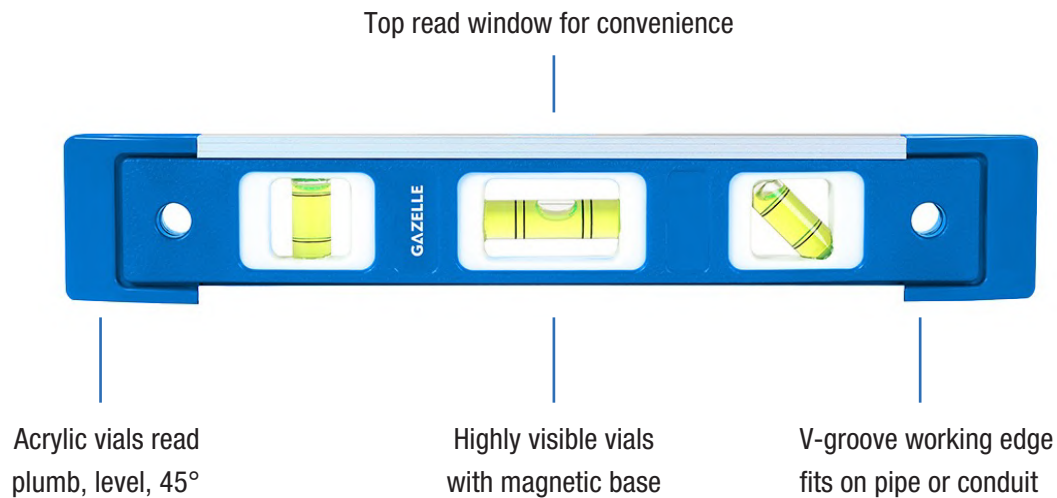 Top read window for convenience
GAZELLE
Acrylic vials read
plumb, level, 45°
Highly visible vials
with magnetic base
V-groove working edge
fits on pipe or conduit